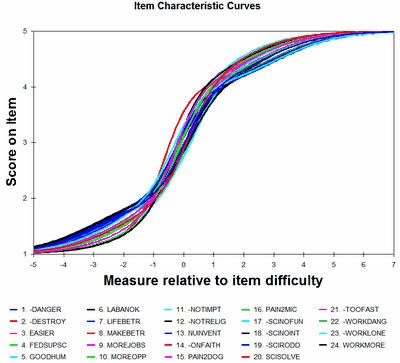 Item Characteristic Curves
5
4
3
2
1
Score on item
-5 -4 -3 -2 -1 0 1 2 3 4 5 6 7
Measure relative to item difficulty
1. -DANGER 6. LABANOK 11. -NOTIMPT 16. PAIN2MIC 21. -TOOFAST
2. -DESTROY 7. LIFEBETR 12. -NOTRELIG 17. -SCINOFUN 22. -WORKDANG
3. EASIER 8. MAKEBETR 13. NUINVENT 18. -SCINOINT 23. -WORKLONE
4. FEDSUPSC 9. MOREJOBS 14. -ONFAITH 19. -SCIRODD 24. WORKMORE
5. GOODHUM 10. MOREOPP 15. PAIN2DOG 20. SCISOLVE